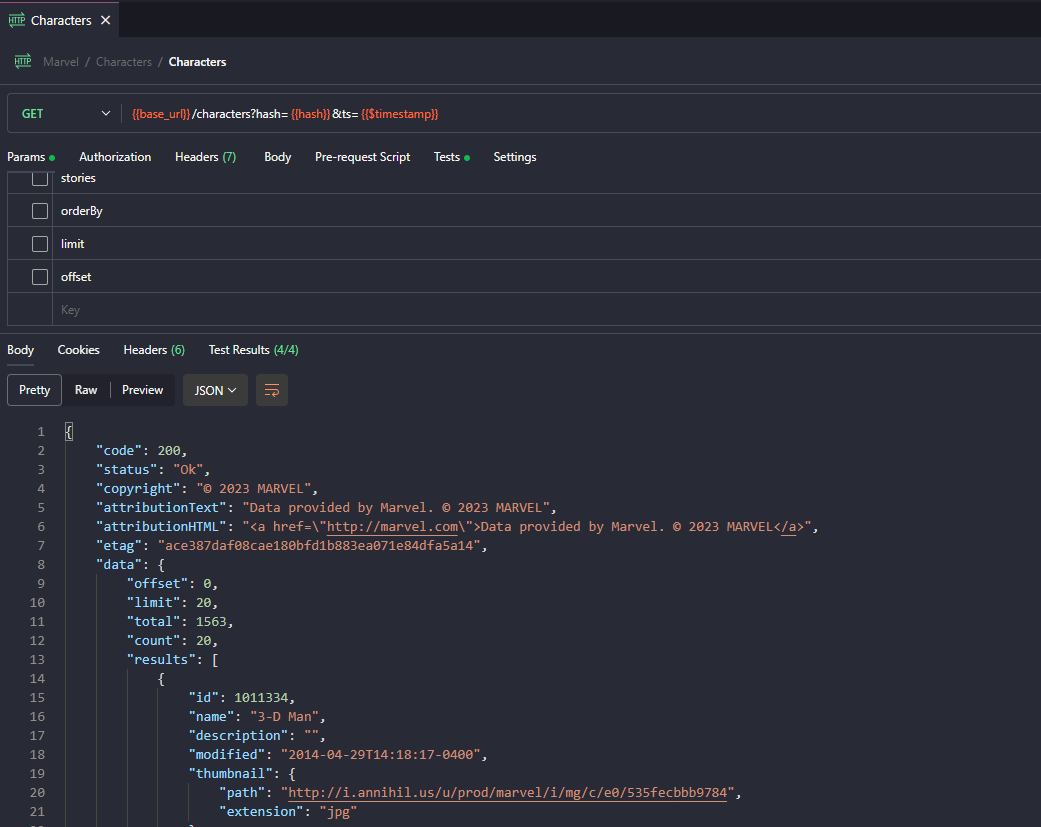 HTTP Characters
HTTP Marvel / Characters / Characters
GET {{base_url}}/characters?hash={{hash}}&ts={{$timestamp}}
Params Authorization Headers (7) Body Pre-request Script Tests Settings
stories
orderBy
limit
offset
Key
Body Cookies Headers (6) Test Results (4/4)
Pretty Raw Preview JSON
1 {
2 "code": 200,
3 "status": "Ok",
4 "copyright": "© 2023 MARVEL",
5 "attributionText": "Data provided by Marvel. © 2023 MARVEL",
6 "attributionHTML": "<a href=\"http://marvel.com\">Data provided by Marvel. © 2023 MARVEL</a>",
7 "etag": "ace387daf08cae180bfd1b883ea071e84dfa5a14",
8 "data": {
9 "offset": 0,
10 "limit": 20,
11 "total": 1563,
12 "count": 20,
13 "results": [
14 {
15 "id": 1011334,
16 "name": "3-D Man",
17 "description": "",
18 "modified": "2014-04-29T14:18:17-0400",
19 "thumbnail": {
20 "path": "http://i.annihil.us/u/prod/marvel/i/mg/c/e0/535fecbbb9784",
21 "extension": "jpg"